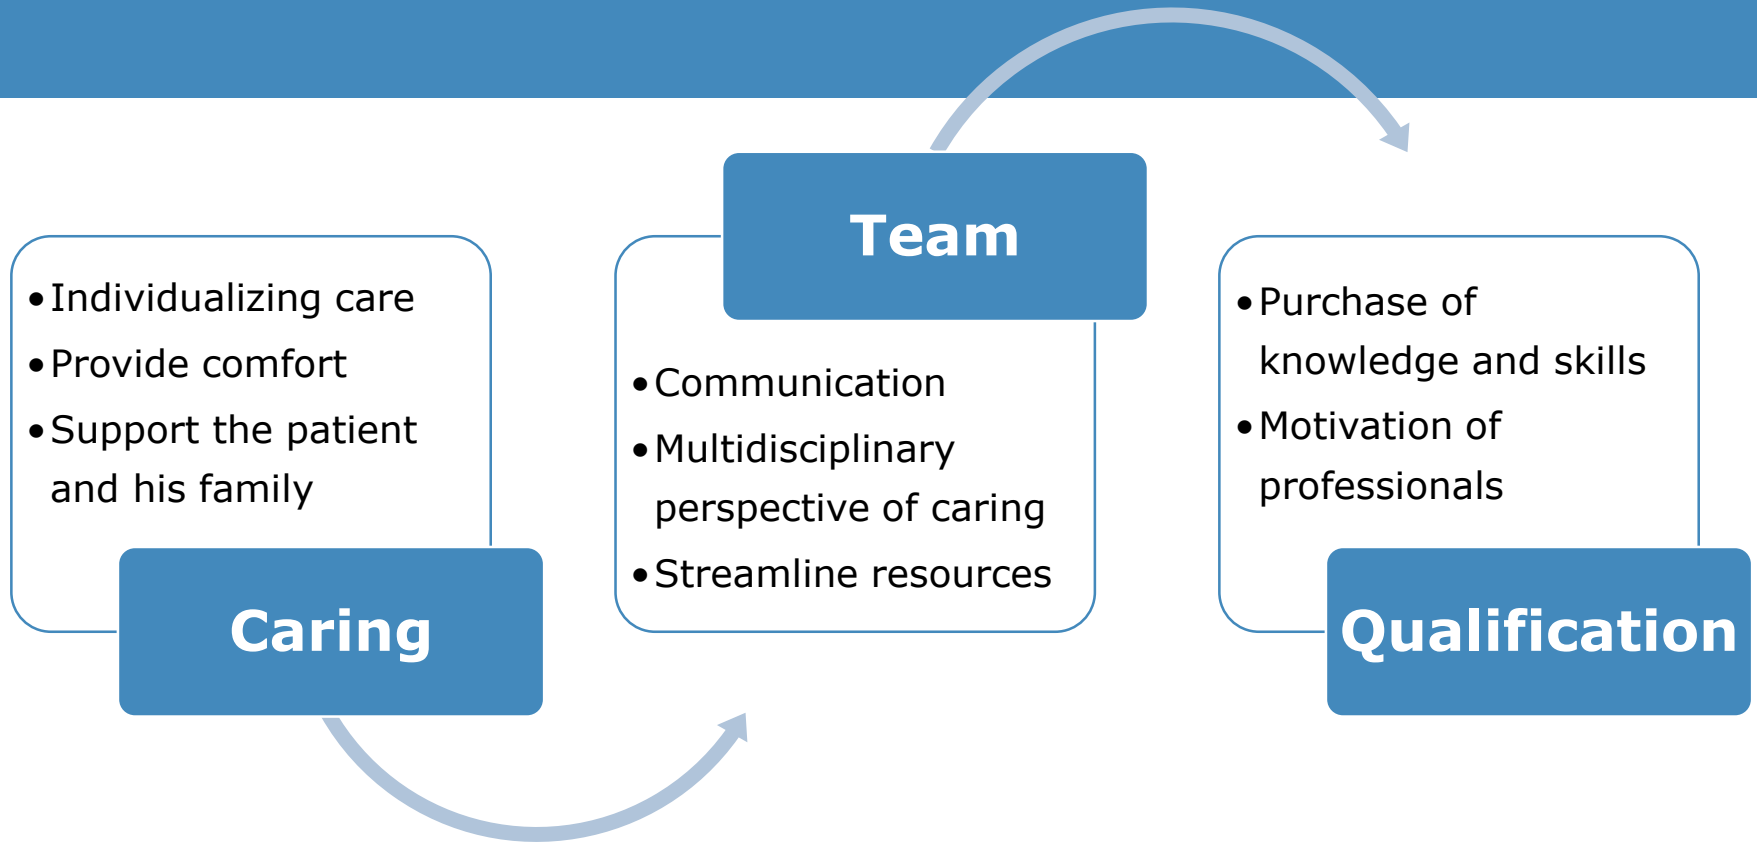 •Individualizing care
•Provide comfort
•Support the patient
and his family
Caring
Team
•Communication
•Multidisciplinary
perspective of caring
•Streamline resources
•Purchase of
knowledge and skills
•Motivation of
professionals
Qualification